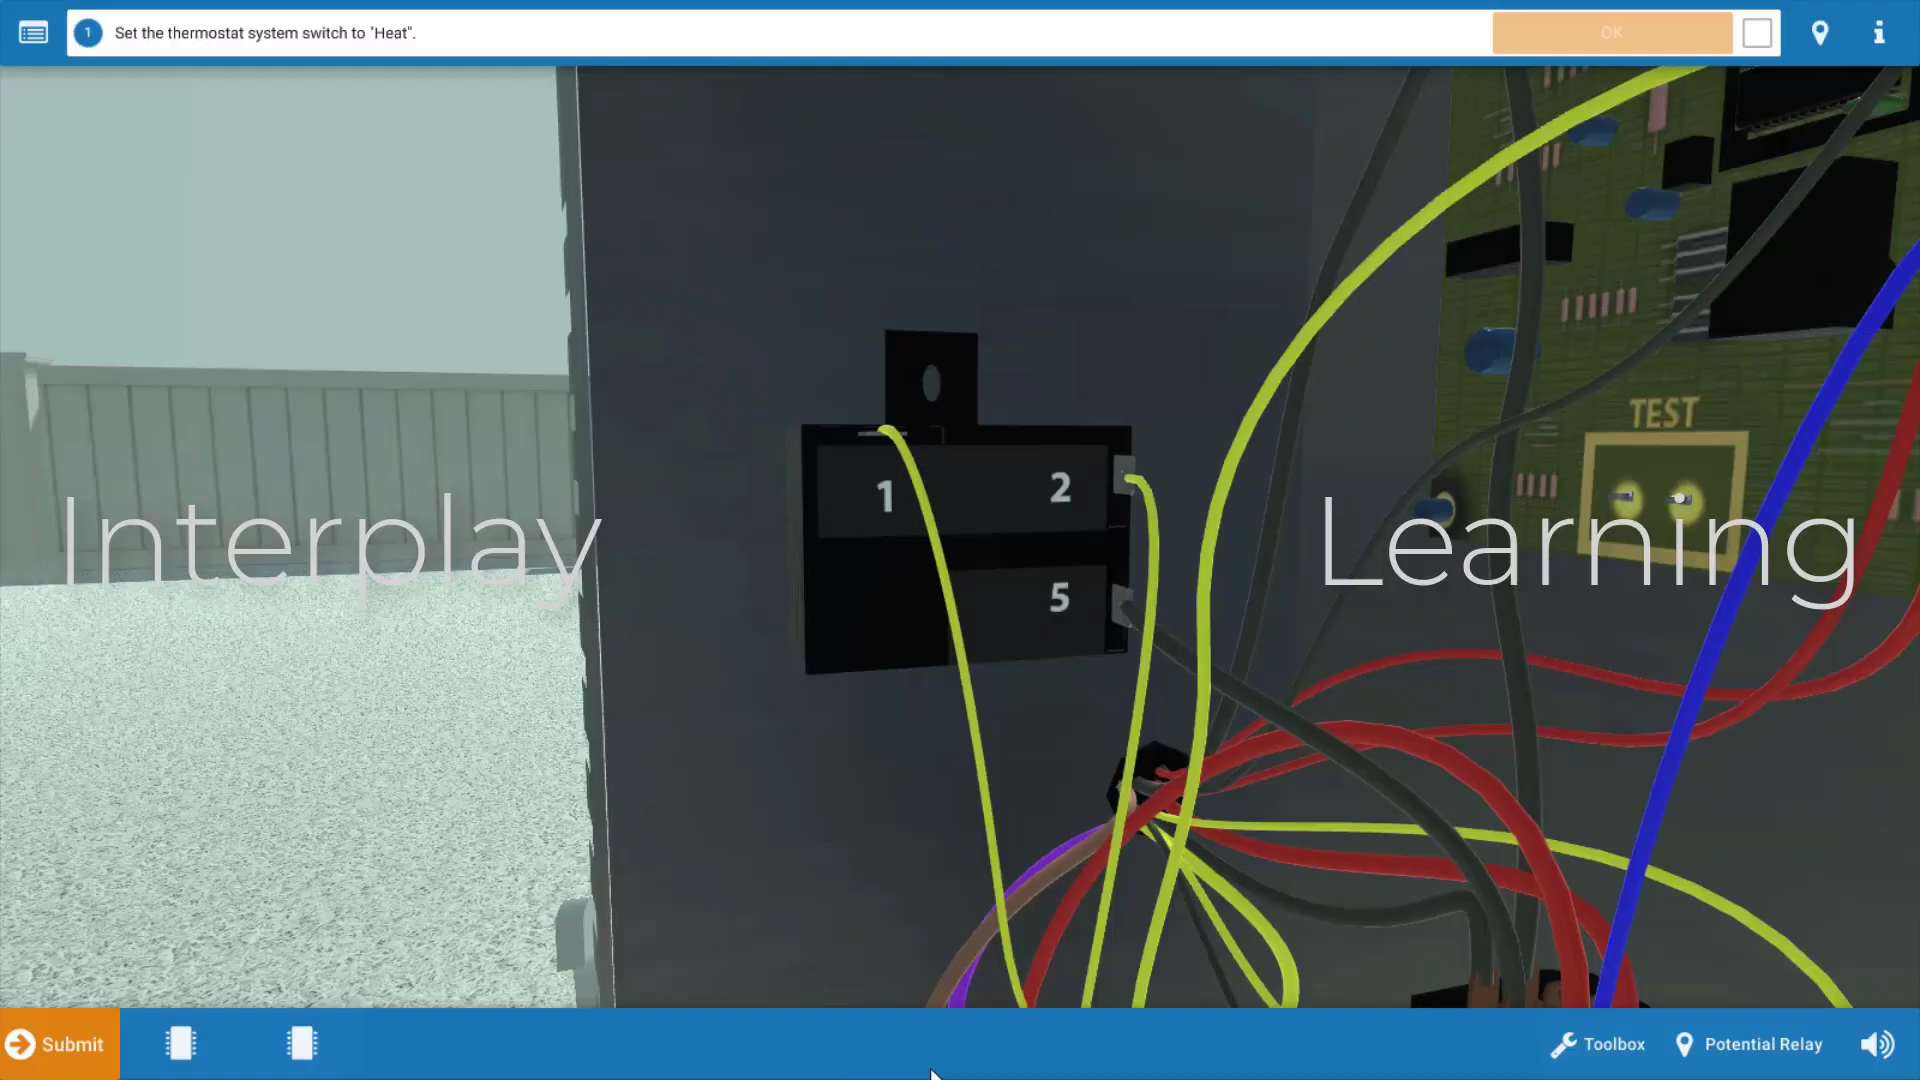 1 Set the thermostat system switch to "Heat".
OK
TEST
1 2
5
Interplay Learning
Submit
Toolbox
Potential Relay